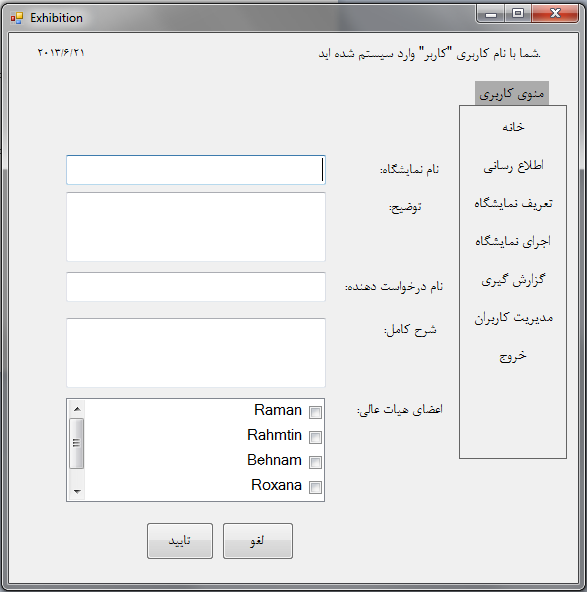 Exhibition
شما با نام کاربری "کاربر" وارد سیستم شده اید.
۲۰۱۳/۶/۲۱
منوی کاربری
خانه
اطلاع رسانی
تعریف نمایشگاه
اجرای نمایشگاه
گزارش گیری
مدیریت کاربران
خروج
نام نمایشگاه:
توضیح:
نام درخواست دهنده:
شرح کامل:
اعضای هیات عالی:
Raman
Rahmtin
Behnam
Roxana
لغو
تایید